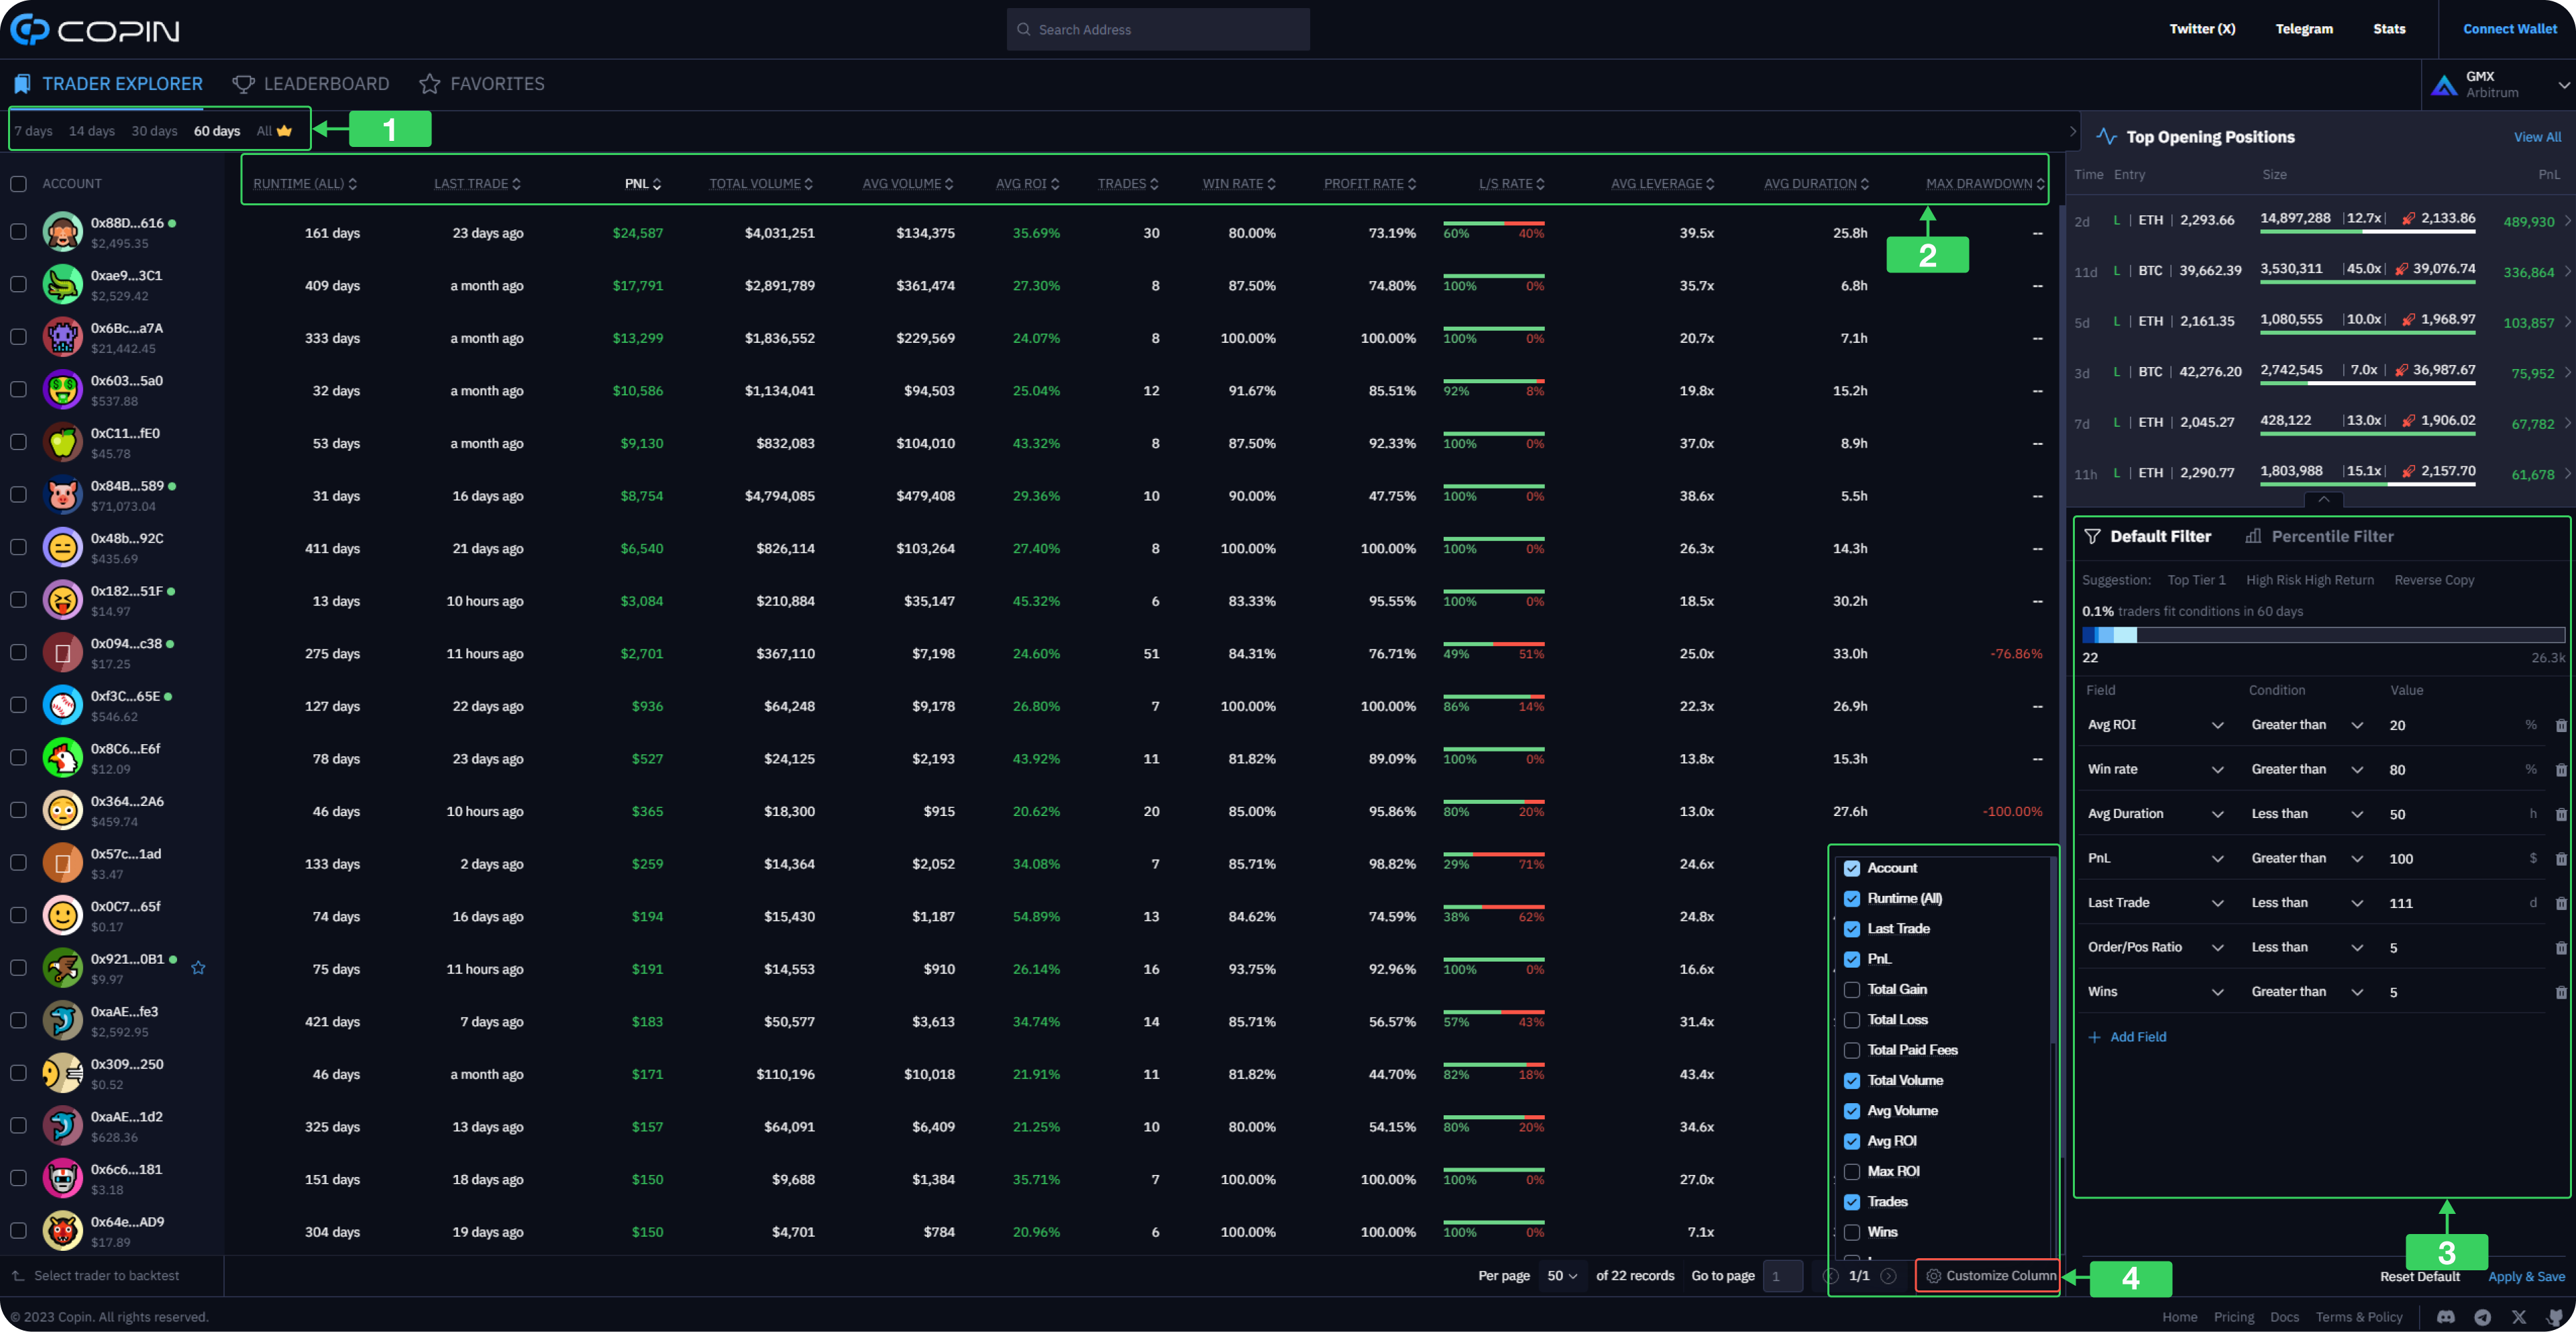 COPIN
Search Address
Twitter (X) Telegram Stats Connect Wallet
TRADER EXPLORER LEADERBOARD FAVORITES
GMX
Arbitrum
7 days 14 days 30 days 60 days All
1
Top Opening Positions View All
ACCOUNT RUNTIME (ALL) LAST TRADE PNL TOTAL VOLUME AVG VOLUME AVG ROI TRADES WIN RATE PROFIT RATE L/S RATE AVG LEVERAGE AVG DURATION MAX DRAWDOWN
2
0x88D...616 161 days 23 days ago $24,587 $4,031,251 $134,375 35.69% 30 80.00% 73.19% 60% 40% 39.5x 25.8h --
$2,495.35
0xae9...3C1 409 days a month ago $17,791 $2,891,789 $361,474 27.30% 8 87.50% 74.80% 100% 0% 35.7x 6.8h --
$2,529.42
0x6Bc...a7A 333 days a month ago $13,299 $1,836,552 $229,569 24.07% 8 100.00% 100.00% 100% 0% 20.7x 7.1h --
$21,442.45
0x603...5a0 32 days a month ago $10,586 $1,134,041 $94,503 25.04% 12 91.67% 85.51% 92% 8% 19.8x 15.2h --
$537.88
0xC11...fE0 53 days a month ago $9,130 $832,083 $104,010 43.32% 8 87.50% 92.33% 100% 0% 37.0x 8.9h --
$45.78
0x84B...589 31 days 16 days ago $8,754 $4,794,085 $479,408 29.36% 10 90.00% 47.75% 100% 0% 38.6x 5.5h --
$71,073.04
0x48b...92C 411 days 21 days ago $6,540 $826,114 $103,264 27.40% 8 100.00% 100.00% 100% 0% 26.3x 14.3h --
$435.69
0x182...51F 13 days 10 hours ago $3,084 $210,884 $35,147 45.32% 6 83.33% 95.55% 100% 0% 18.5x 30.2h --
$14.97
0x094...c38 275 days 11 hours ago $2,701 $367,110 $7,198 24.60% 51 84.31% 76.71% 49% 51% 25.0x 33.0h -76.86%
$17.25
0xf3C...65E 127 days 22 days ago $936 $64,248 $9,178 26.80% 7 100.00% 100.00% 86% 14% 22.3x 26.9h --
$546.62
0x8C6...E6f 78 days 23 days ago $527 $24,125 $2,193 43.92% 11 81.82% 89.09% 100% 0% 13.8x 15.3h --
$12.09
0x364...2A6 46 days 10 hours ago $365 $18,300 $915 20.62% 20 85.00% 95.86% 80% 20% 13.0x 27.6h -100.00%
$459.74
0x57c...1ad 133 days 2 days ago $259 $14,364 $2,052 34.08% 7 85.71% 98.82% 29% 71% 24.6x
$3.47
0x0C7...65f 74 days 16 days ago $194 $15,430 $1,187 54.89% 13 84.62% 74.59% 38% 62% 24.8x
$0.17
0x921...0B1 75 days 11 hours ago $191 $14,553 $910 26.14% 16 93.75% 92.96% 100% 0% 16.6x
$9.97
0xaAE...fe3 421 days 7 days ago $183 $50,577 $3,613 34.74% 14 85.71% 56.57% 57% 43% 31.4x
$2,592.95
0x309...250 46 days a month ago $171 $110,196 $10,018 21.91% 11 81.82% 44.70% 82% 18% 43.4x
$0.52
0xaAE...1d2 325 days 13 days ago $157 $64,091 $6,409 21.25% 10 80.00% 54.15% 80% 20% 34.6x
$628.36
0x6c6...181 151 days 18 days ago $150 $9,688 $1,384 35.71% 7 100.00% 100.00% 100% 0% 27.0x
$3.18
0x64e...AD9 304 days 19 days ago $150 $4,701 $784 20.96% 6 100.00% 100.00% 100% 0% 7.1x
$17.89
Account
Runtime (All)
Last Trade
PnL
Total Gain
Total Loss
Total Paid Fees
Total Volume
Avg Volume
Avg ROI
Max ROI
Trades
Wins
Time Entry Size PnL
2d L | ETH | 2,293.66 14,897,288 |12.7x| 2,133.86 489,930
11d L | BTC | 39,662.39 3,530,311 |45.0x| 39,076.74 336,864
5d L | ETH | 2,161.35 1,080,555 |10.0x| 1,968.97 103,857
3d L | BTC | 42,276.20 2,742,545 | 7.0x | 36,987.67 75,952
7d L | ETH | 2,045.27 428,122 |13.0x| 1,906.02 67,782
11h L | ETH | 2,290.77 1,803,988 |15.1x| 2,157.70 61,678
Default Filter Percentile Filter
Suggestion: Top Tier 1 High Risk High Return Reverse Copy
0.1% traders fit conditions in 60 days
22 26.3k
Field Condition Value
Avg ROI Greater than 20 %
Win rate Greater than 80 %
Avg Duration Less than 50 h
PnL Greater than 100 $
Last Trade Less than 111 d
Order/Pos Ratio Less than 5
Wins Greater than 5
+ Add Field
3
Reset Default Apply & Save
Select trader to backtest
Per page 50 of 22 records Go to page 1 1/1 Customize Column
4
© 2023 Copin. All rights reserved.
Home Pricing Docs Terms & Policy